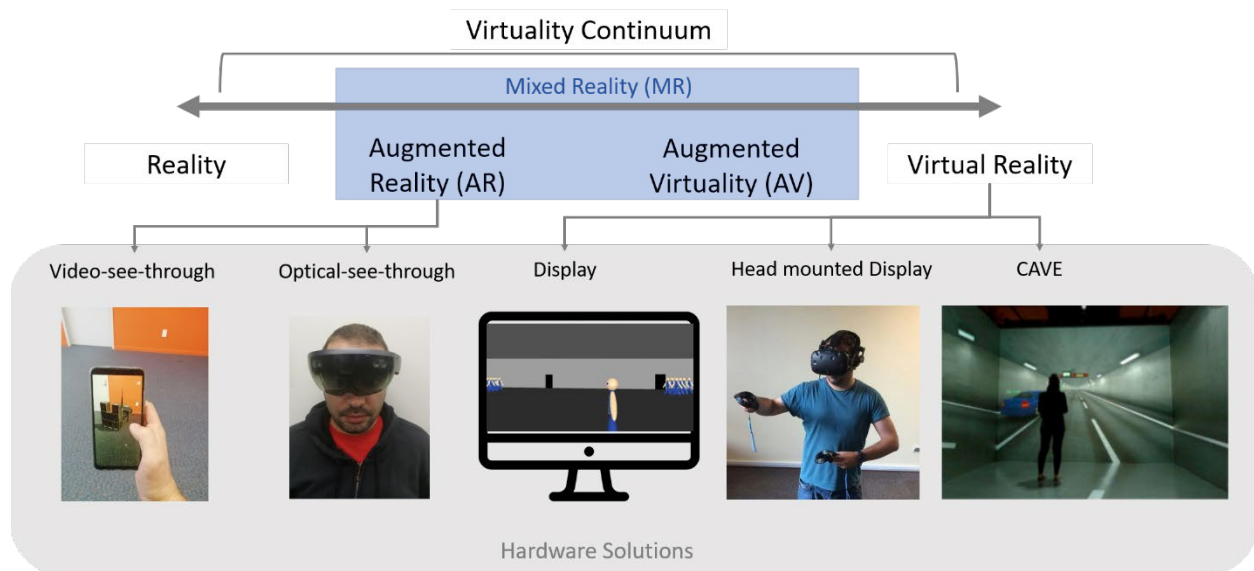 Virtuality Continuum
Mixed Reality (MR)
Reality
Augmented
Reality (AR)
Augmented
Virtuality (AV)
Virtual Reality
Video-see-through
Optical-see-through
Display
Head mounted Display
CAVE
Hardware Solutions